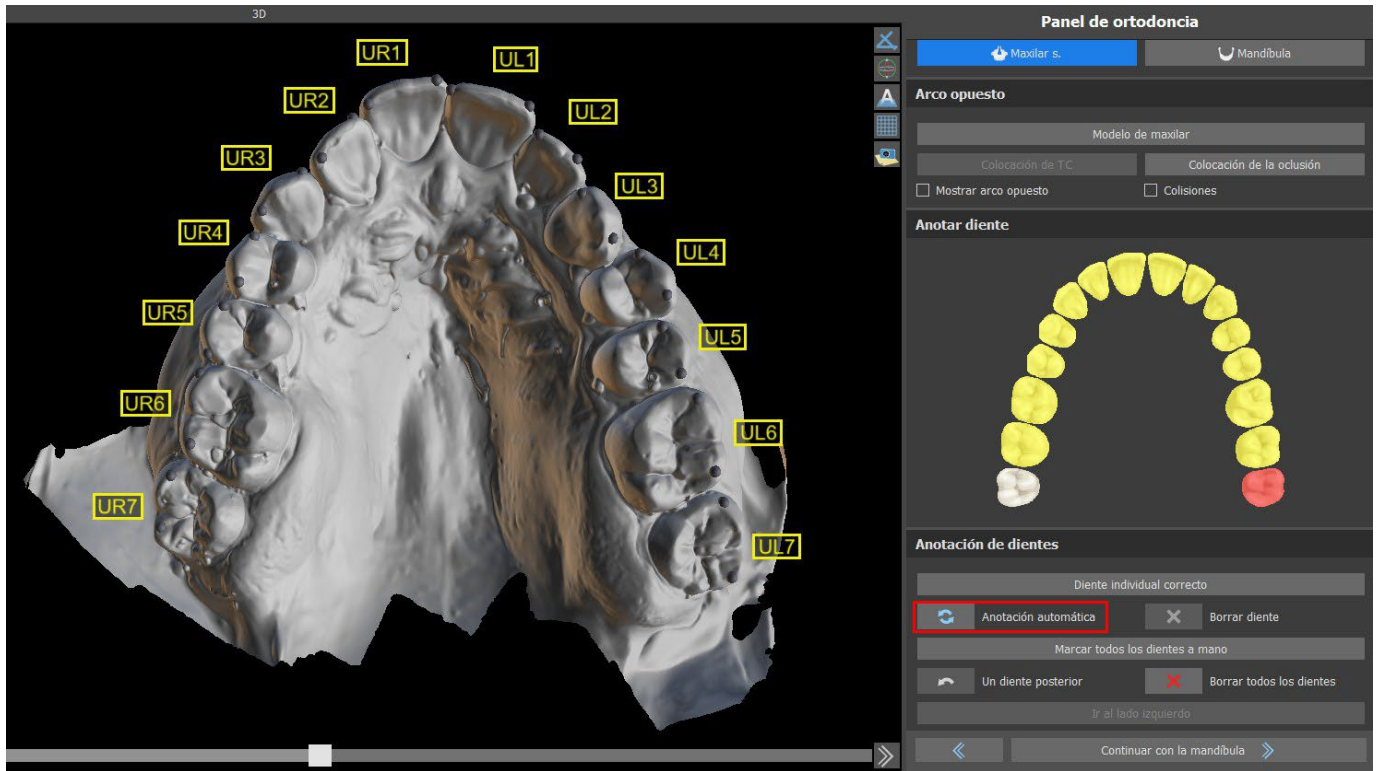 3D
UR1
UL1
UR2
UL2
UR3
UL3
UR4
UL4
UR5
UL5
UR6
UL6
UR7
UL7
Panel de ortodoncia
Maxilar s.
Mandíbula
Arco opuesto
Modelo de maxilar
Colocación de TC
Colocación de la oclusión
Mostrar arco opuesto
Colisiones
Anotar diente
Anotación de dientes
Diente individual correcto
Anotación automática
Borrar diente
Marcar todos los dientes a mano
Un diente posterior
Borrar todos los dientes
Ir al lado izquierdo
Continuar con la mandíbula